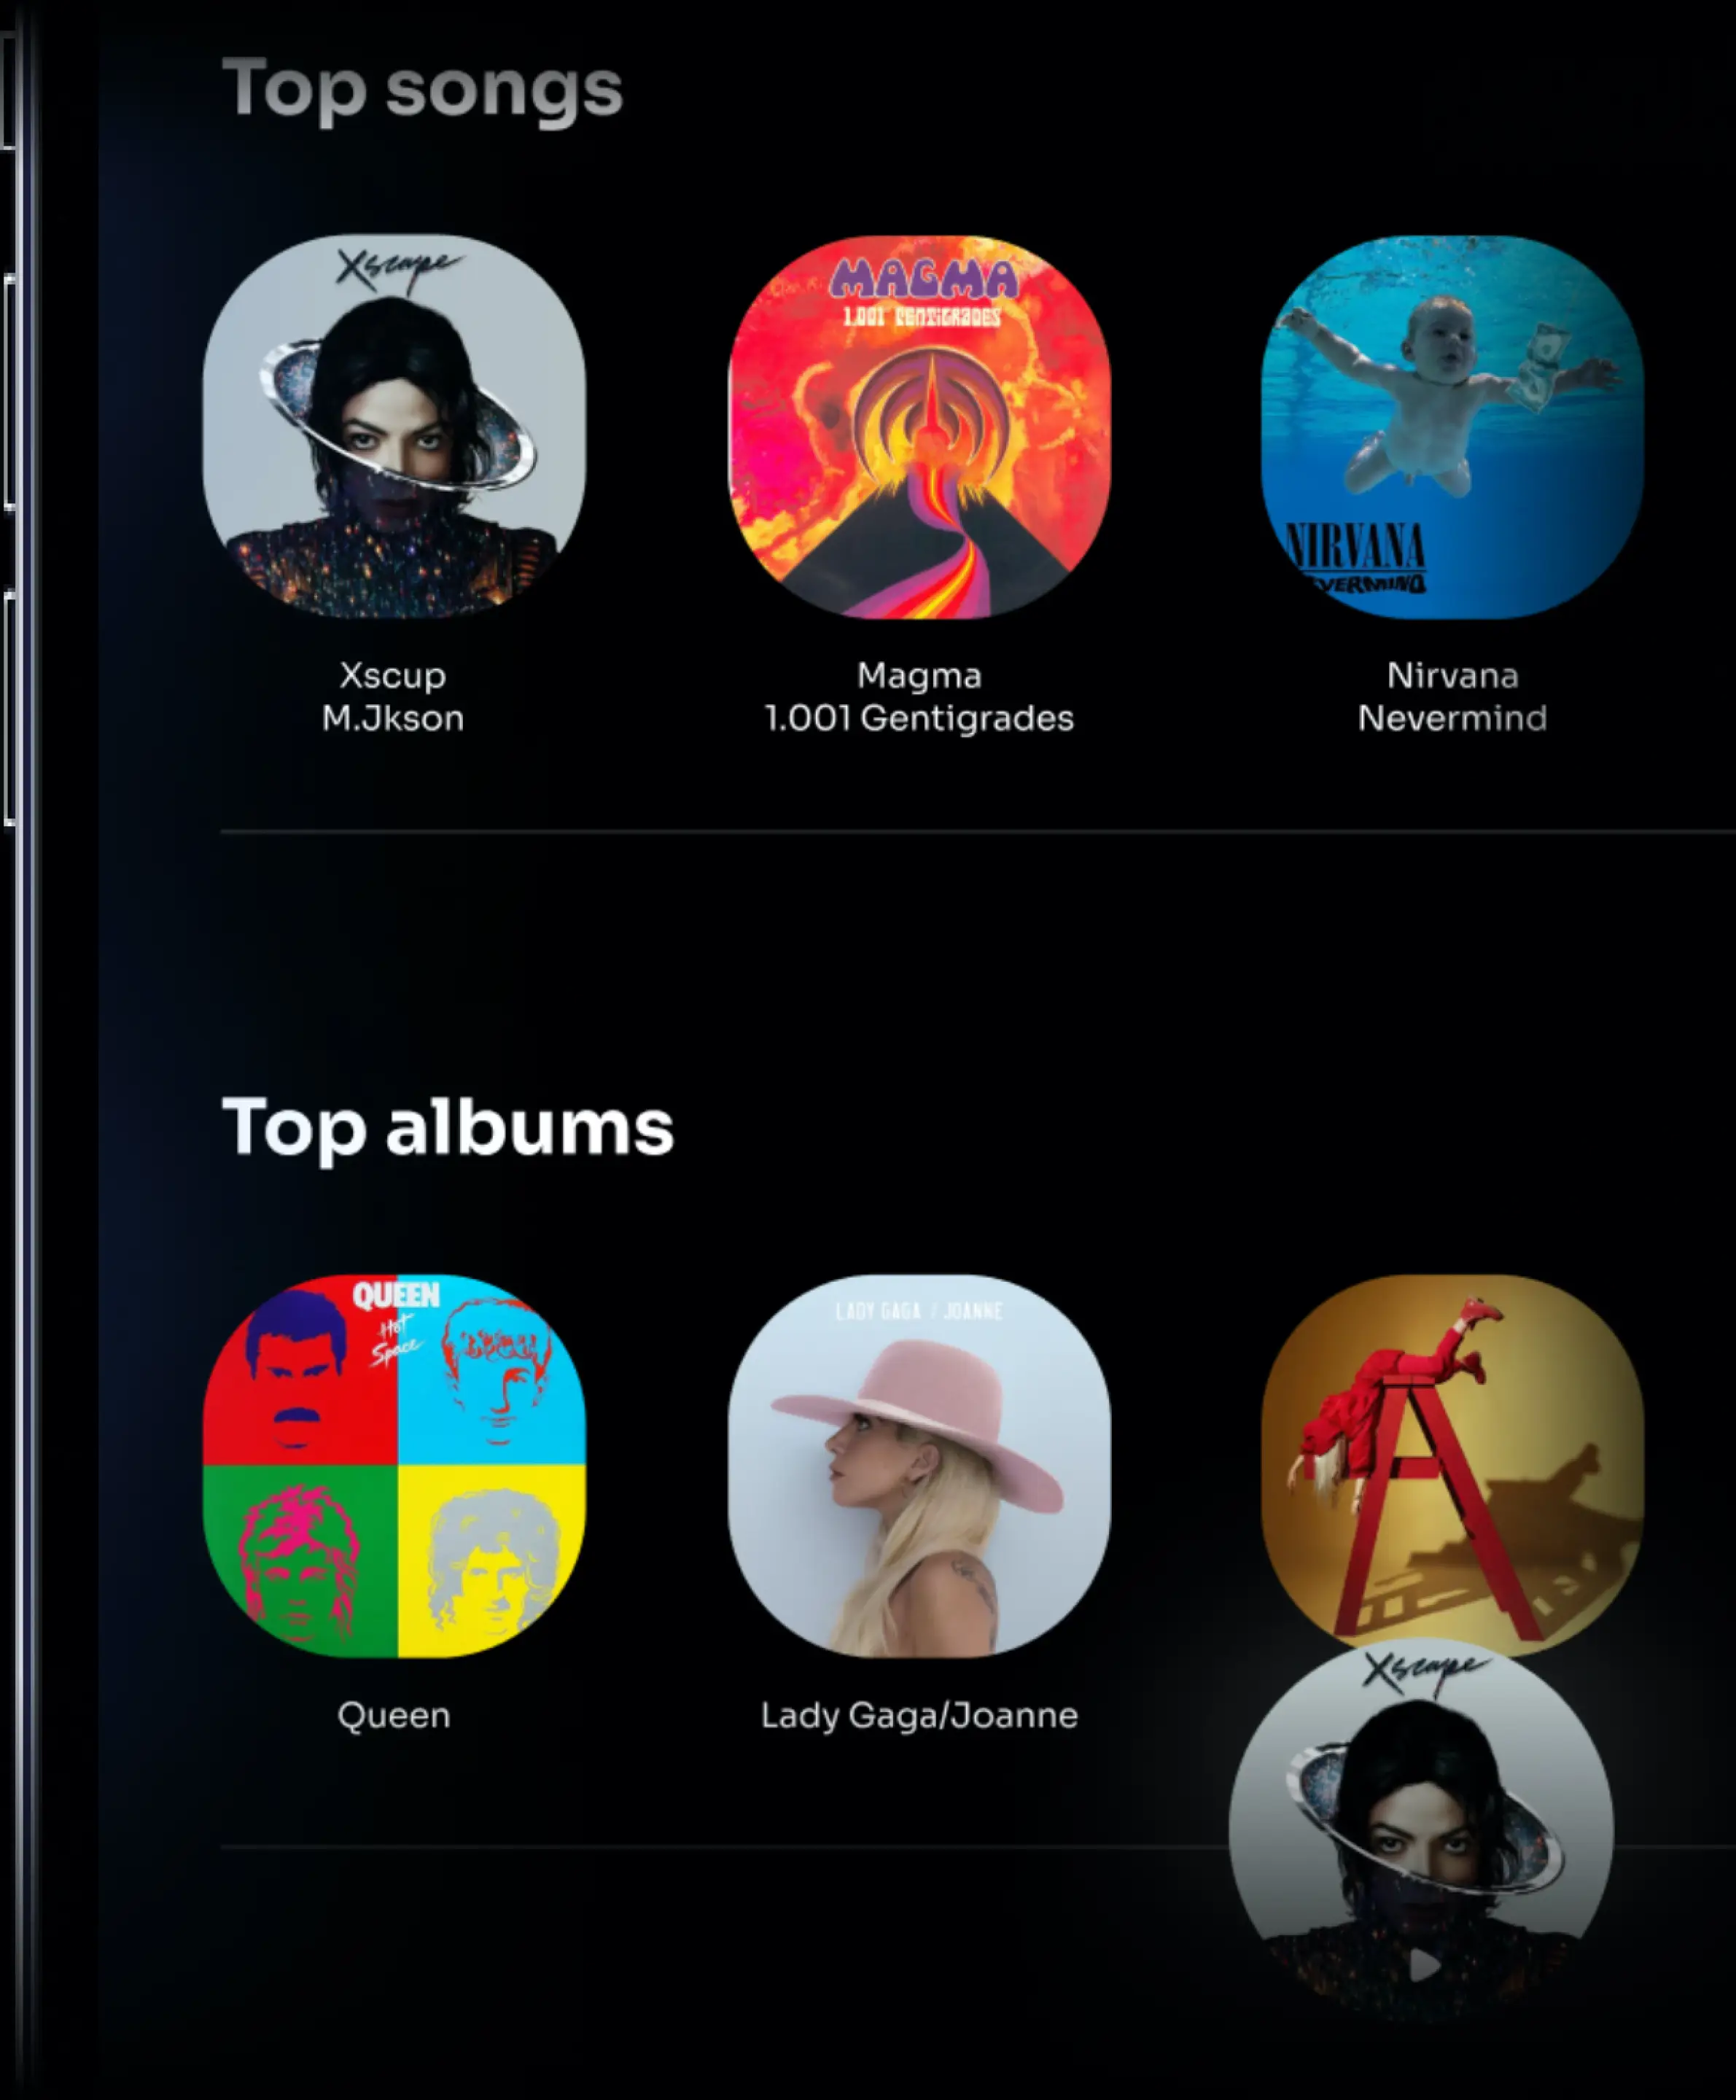 Top songs
Xscape
MAGMA
1.001 CENTIGRADES
NIRVANA
VERMIND
Xscup
M.Jkson
Magma
1.001 Gentigrades
Nirvana
Nevermind
Top albums
QUEEN
Hot
Space
LADY GAGA / JOANNE
Queen
Lady Gaga/Joanne
Xscape